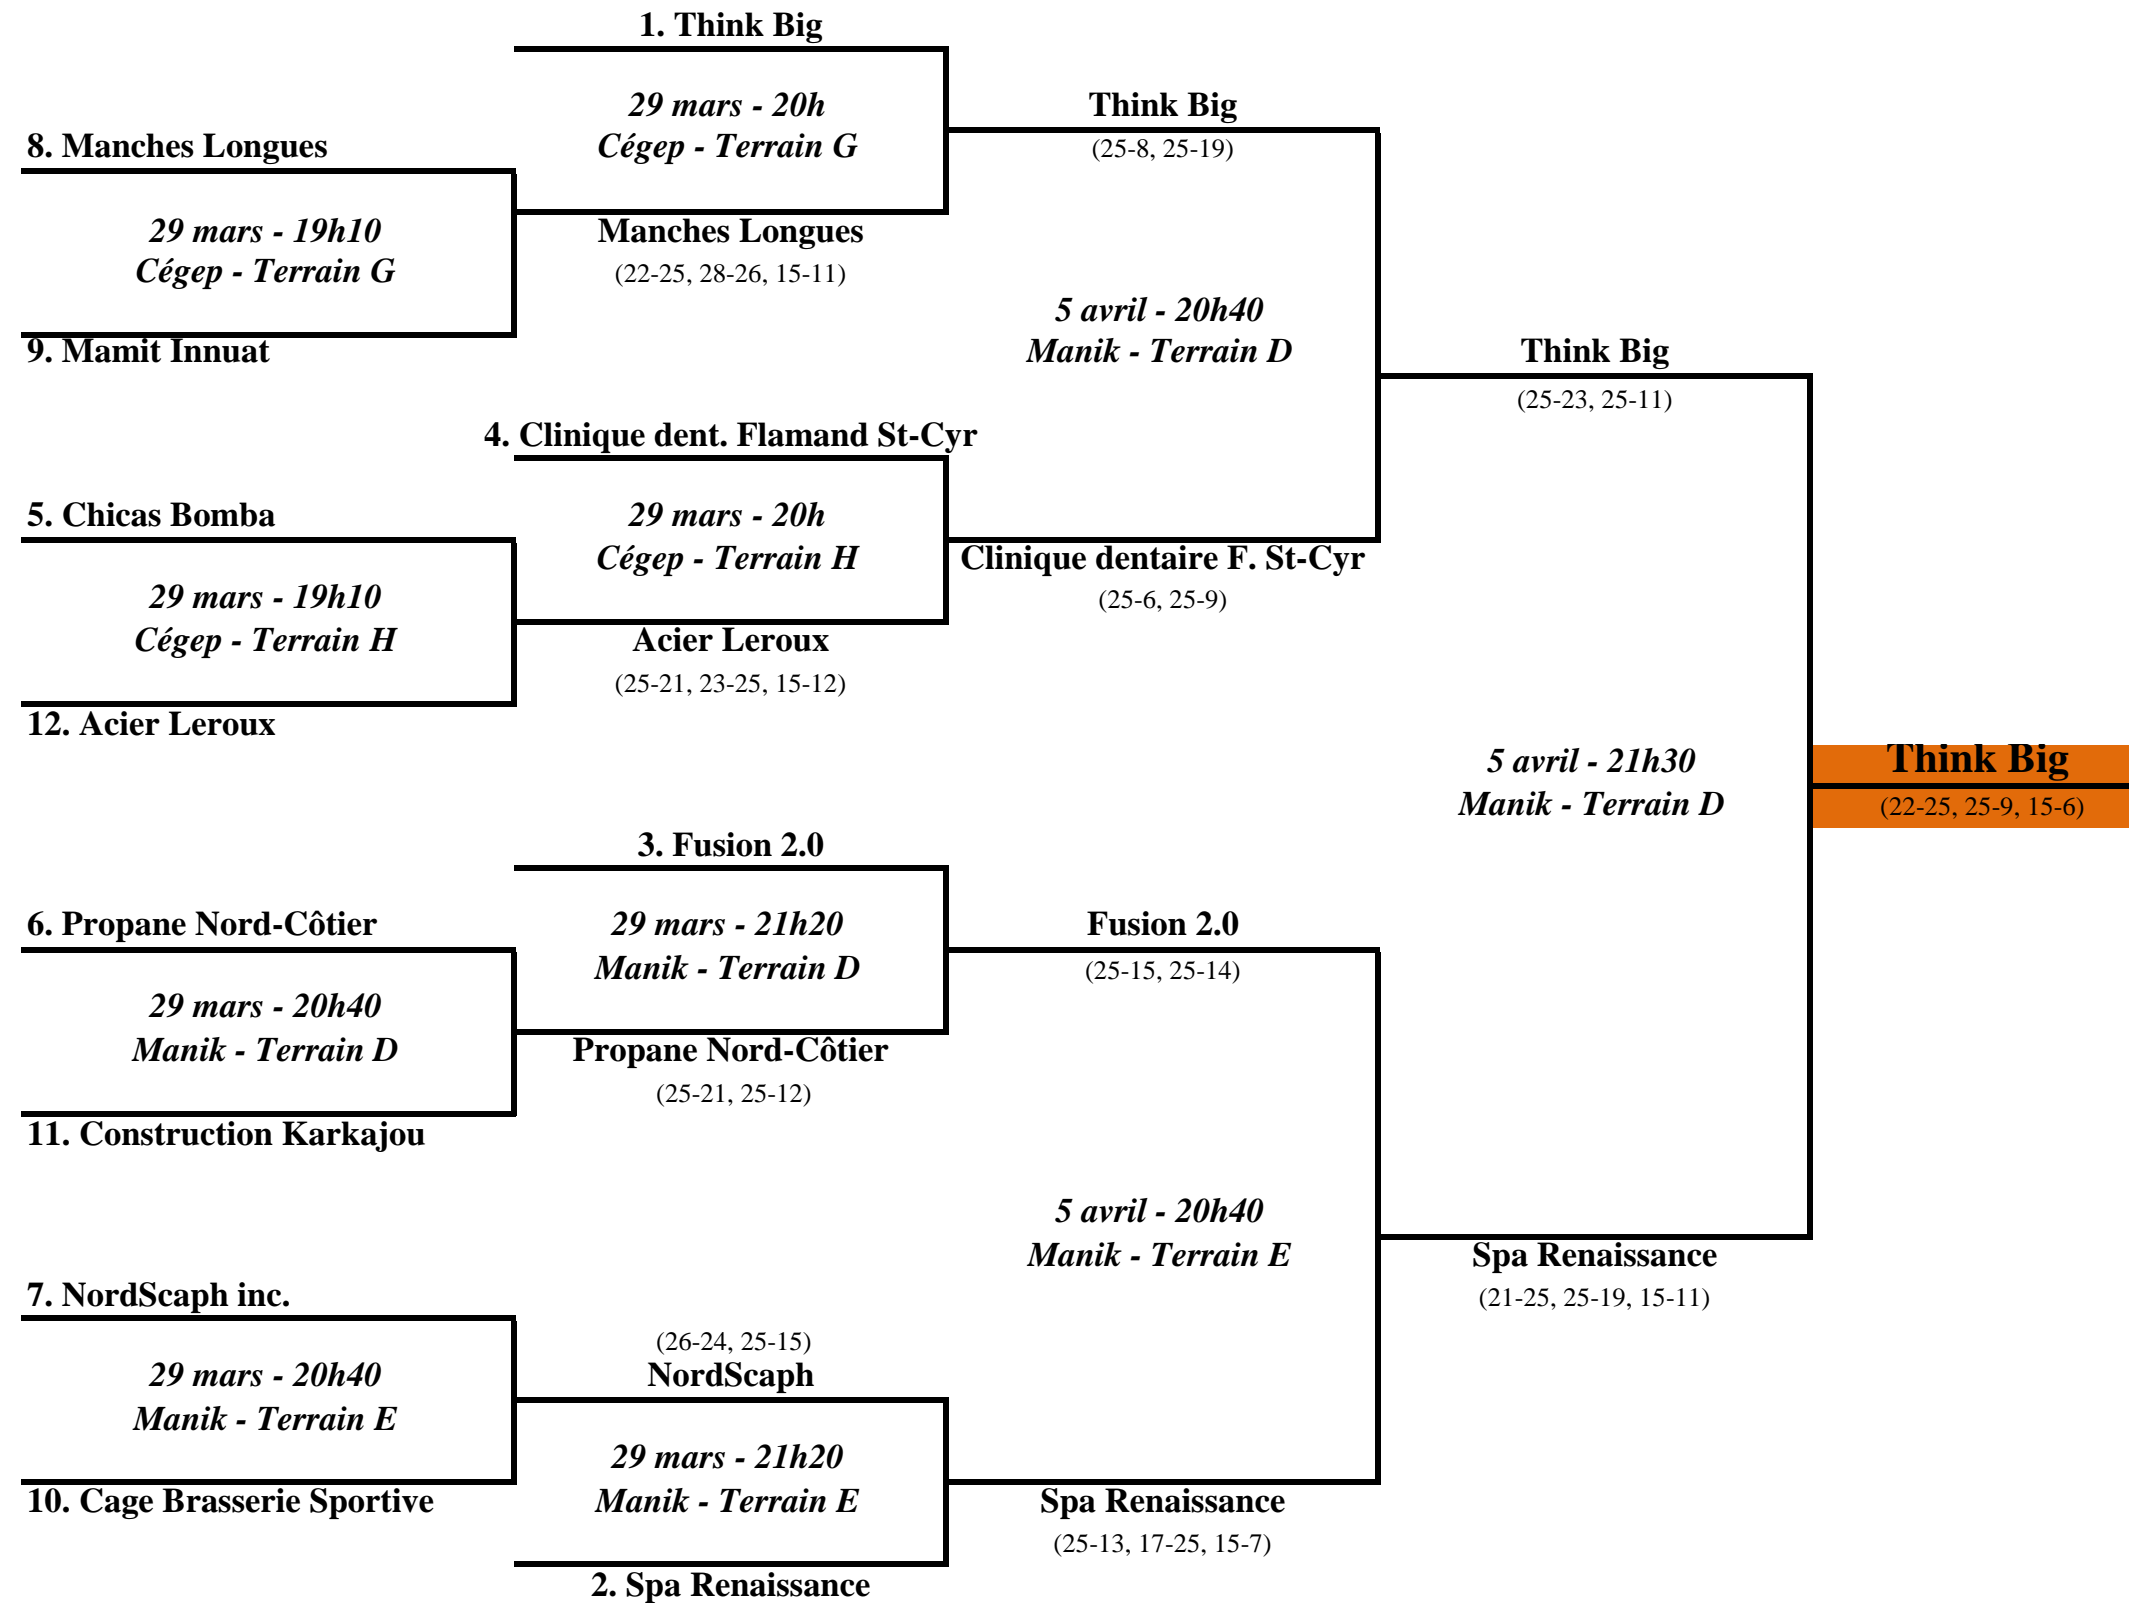 1. Think Big
29 mars - 20h
Cégep - Terrain G
Think Big
(25-8, 25-19)
8. Manches Longues
29 mars - 19h10
Cégep - Terrain G
Manches Longues
(22-25, 28-26, 15-11)
9. Mamit Innuat
5 avril - 20h40
Manik - Terrain D
Think Big
(25-23, 25-11)
4. Clinique dent. Flamand St-Cyr
5. Chicas Bomba
29 mars - 20h
Cégep - Terrain H
Clinique dentaire F. St-Cyr
(25-6, 25-9)
29 mars - 19h10
Cégep - Terrain H
Acier Leroux
(25-21, 23-25, 15-12)
12. Acier Leroux
5 avril - 21h30
Manik - Terrain D
Think Big
(22-25, 25-9, 15-6)
3. Fusion 2.0
6. Propane Nord-Côtier
29 mars - 21h20
Manik - Terrain D
Fusion 2.0
(25-15, 25-14)
29 mars - 20h40
Manik - Terrain D
Propane Nord-Côtier
(25-21, 25-12)
11. Construction Karkajou
5 avril - 20h40
Manik - Terrain E
Spa Renaissance
(21-25, 25-19, 15-11)
7. NordScaph inc.
(26-24, 25-15)
NordScaph
29 mars - 20h40
Manik - Terrain E
29 mars - 21h20
Manik - Terrain E
10. Cage Brasserie Sportive
Spa Renaissance
(25-13, 17-25, 15-7)
2. Spa Renaissance